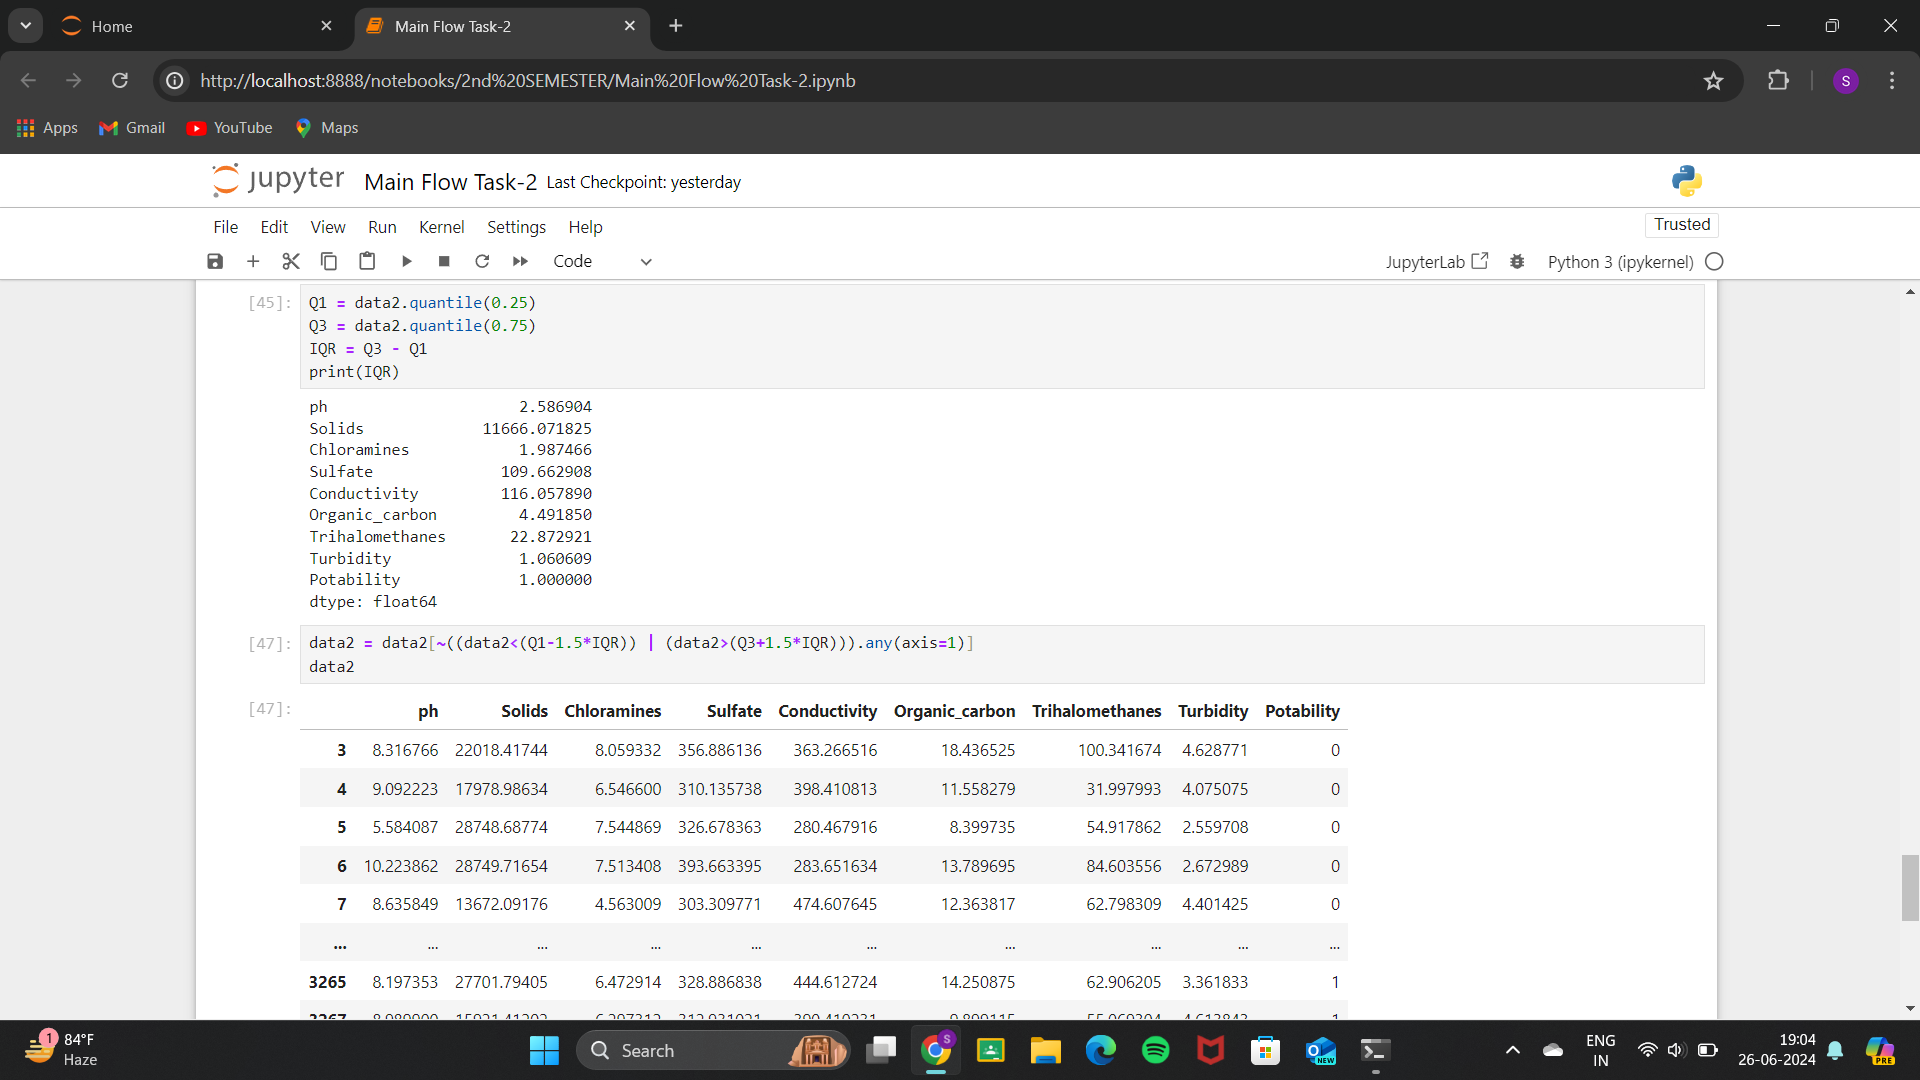 Home
Main Flow Task-2
http://localhost:8888/notebooks/2nd%20SEMESTER/Main%20Flow%20Task-2.ipynb
S
Apps
Gmail
YouTube
Maps
jupyter
Main Flow Task-2
Last Checkpoint: yesterday
File Edit View Run Kernel Settings Help
Trusted
Code
JupyterLab
Python 3 (ipykernel)
[45]:
Q1 = data2.quantile(0.25)
Q3 = data2.quantile(0.75)
IQR = Q3 - Q1
print(IQR)
ph 2.586904
Solids 11666.071825
Chloramines 1.987466
Sulfate 109.662908
Conductivity 116.057890
Organic_carbon 4.491850
Trihalomethanes 22.872921
Turbidity 1.060609
Potability 1.000000
dtype: float64
[47]:
data2 = data2[~((data2<(Q1-1.5*IQR)) | (data2>(Q3+1.5*IQR))).any(axis=1)]
data2
[47]:
ph Solids Chloramines Sulfate Conductivity Organic_carbon Trihalomethanes Turbidity Potability
3 8.316766 22018.41744 8.059332 356.886136 363.266516 18.436525 100.341674 4.628771 0
4 9.092223 17978.98634 6.546600 310.135738 398.410813 11.558279 31.997993 4.075075 0
5 5.584087 28748.68774 7.544869 326.678363 280.467916 8.399735 54.917862 2.559708 0
6 10.223862 28749.71654 7.513408 393.663395 283.651634 13.789695 84.603556 2.672989 0
7 8.635849 13672.09176 4.563009 303.309771 474.607645 12.363817 62.798309 4.401425 0
... ... ... ... ... ... ... ... ... ...
3265 8.197353 27701.79405 6.472914 328.886838 444.612724 14.250875 62.906205 3.361833 1
1
84°F
Haze
Search
S
NEW
ENG
IN
19:04
26-06-2024
PRE